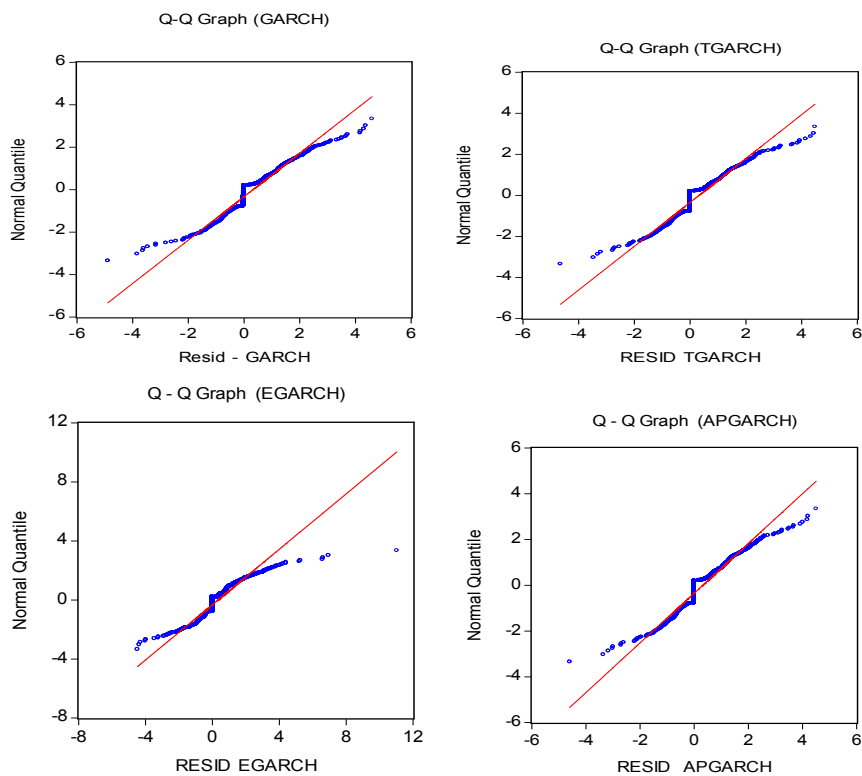 Q-Q Graph (GARCH)
6
4
2
0
-2
-4
-6
Normal Quantile
-6 -4 -2 0 2 4 6
Resid - GARCH
Q-Q Graph (TGARCH)
6
4
2
0
-2
-4
-6
Normal Quantile
-6 -4 -2 0 2 4 6
RESID TGARCH
Q - Q Graph (EGARCH)
12
8
4
0
-4
-8
Normal Quantile
-8 -4 0 4 8 12
RESID EGARCH
Q - Q Graph (APGARCH)
6
4
2
0
-2
-4
-6
Normal Quantile
-6 -4 -2 0 2 4 6
RESID APGARCH